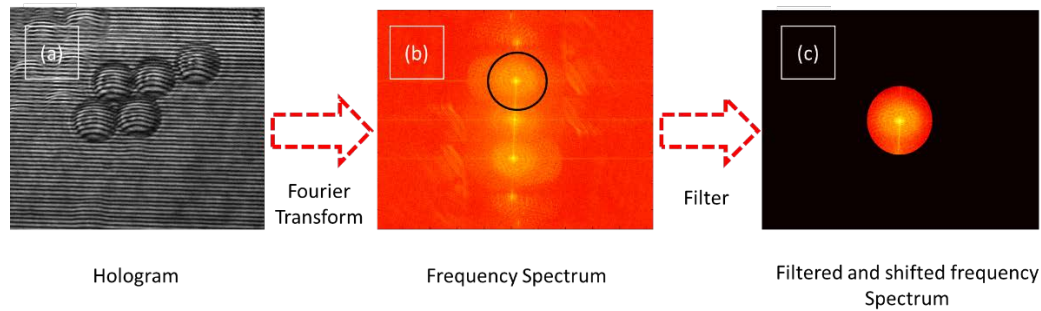 (a)
(b)
(c)
Fourier
Transform
Filter
Hologram
Frequency Spectrum
Filtered and shifted frequency
Spectrum